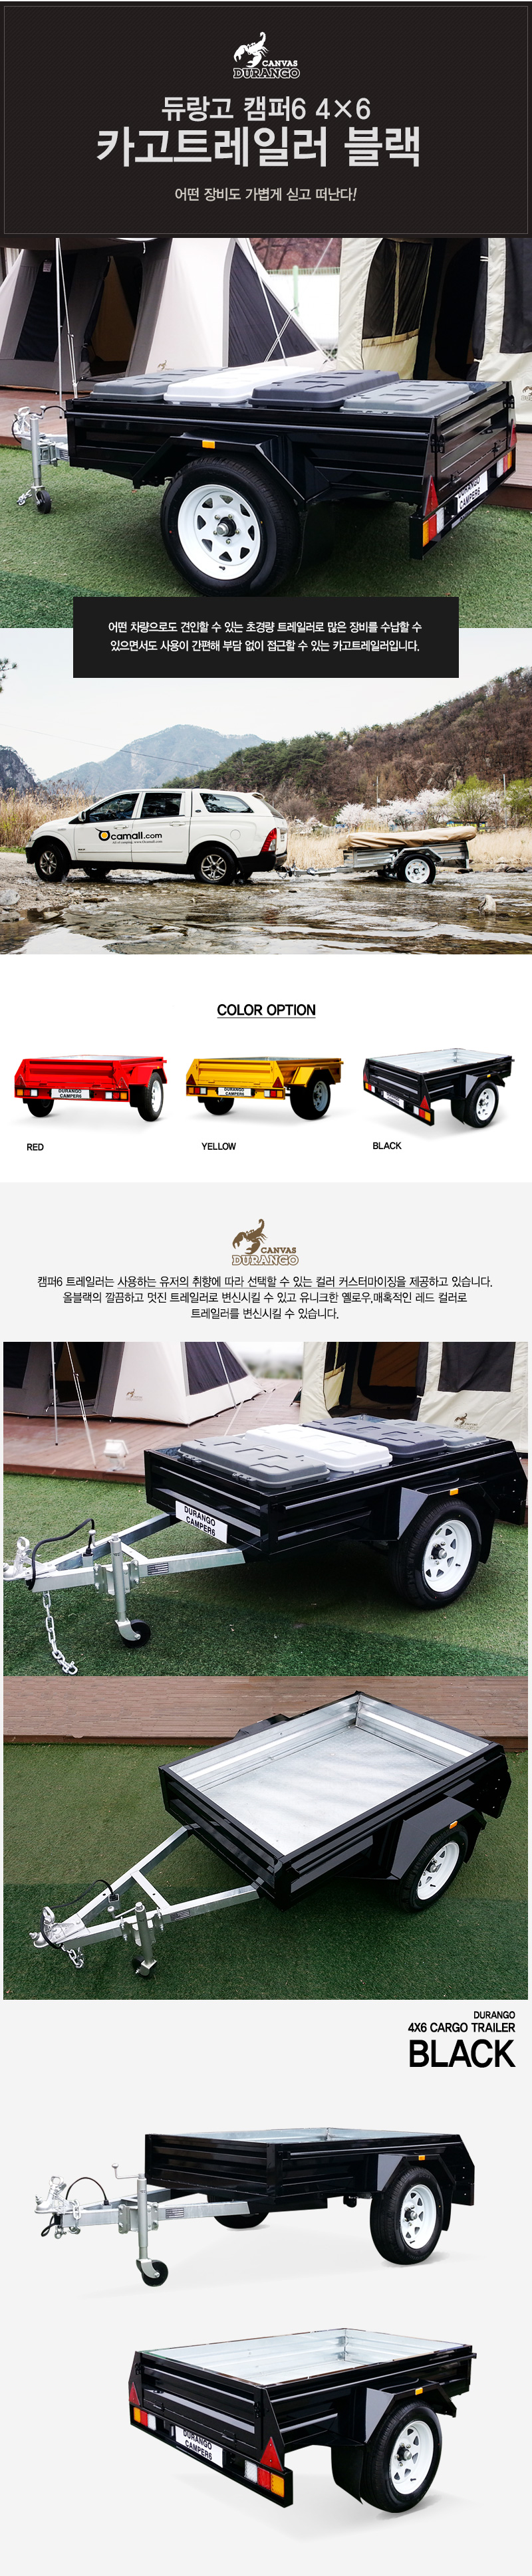 CANVAS
DURANGO
듀랑고 캠퍼6 4×6
카고트레일러 블랙
어떤 장비도 가볍게 싣고 떠난다!
DURANGO
CAMPER6
어떤 차량으로도 견인할 수 있는 초경량 트레일러로 많은 장비를 수납할 수
있으면서도 사용이 간편해 부담 없이 접근할 수 있는 카고트레일러입니다.
Ocamall.com
COLOR OPTION
DURANGO
CAMPER6
DURANGO
CAMPER6
RED
YELLOW
BLACK
CANVAS
DURANGO
캠퍼6 트레일러는 사용하는 유저의 취향에 따라 선택할 수 있는 컬러 커스터마이징을 제공하고 있습니다.
올블랙의 깔끔하고 멋진 트레일러로 변신시킬 수 있고 유니크한 옐로우,매혹적인 레드 컬러로
트레일러를 변신시킬 수 있습니다.
DURANGO
CAMPER6
DURANGO
4X6 CARGO TRAILER
BLACK
DURANGO
CAMPER6